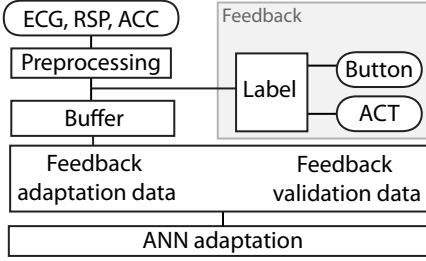 ECG, RSP, ACC
Feedback
Preprocessing
Label
Button
ACT
Buffer
Feedback
adaptation data
Feedback
validation data
ANN adaptation